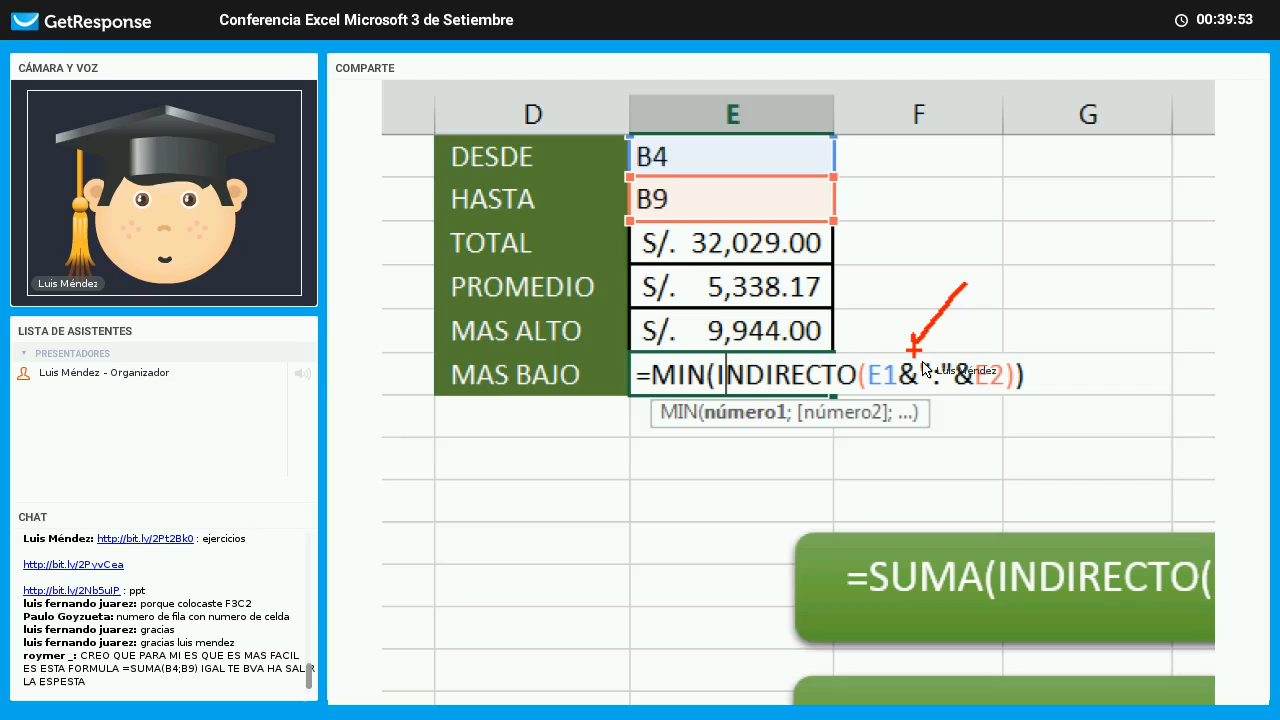 GetResponse
Conferencia Excel Microsoft 3 de Setiembre
00:39:53
CÁMARA Y VOZ
Luis Méndez
LISTA DE ASISTENTES
PRESENTADORES
Luis Méndez - Organizador
CHAT
Luis Méndez: http://bit.ly/2Pt2Bk0 : ejercicios
http://bit.ly/2PyvCea
http://bit.ly/2Nb5uIP : ppt
luis fernando juarez: porque colocaste F3C2
Paulo Goyzueta: numero de fila con numero de celda
luis fernando juarez: gracias
luis fernando juarez: gracias luis mendez
roymer _: CREO QUE PARA MI ES QUE ES MAS FACIL
ES ESTA FORMULA =SUMA(B4;B9) IGAL TE BVA HA SALIR
LA ESPESTA
COMPARTE
D E F G
DESDE B4
HASTA B9
TOTAL S/. 32,029.00
PROMEDIO S/. 5,338.17
MAS ALTO S/. 9,944.00
MAS BAJO =MIN(INDIRECTO(E1&":"&E2))
Luis Méndez
MIN(número1; [número2]; ...)
=SUMA(INDIRECTO(